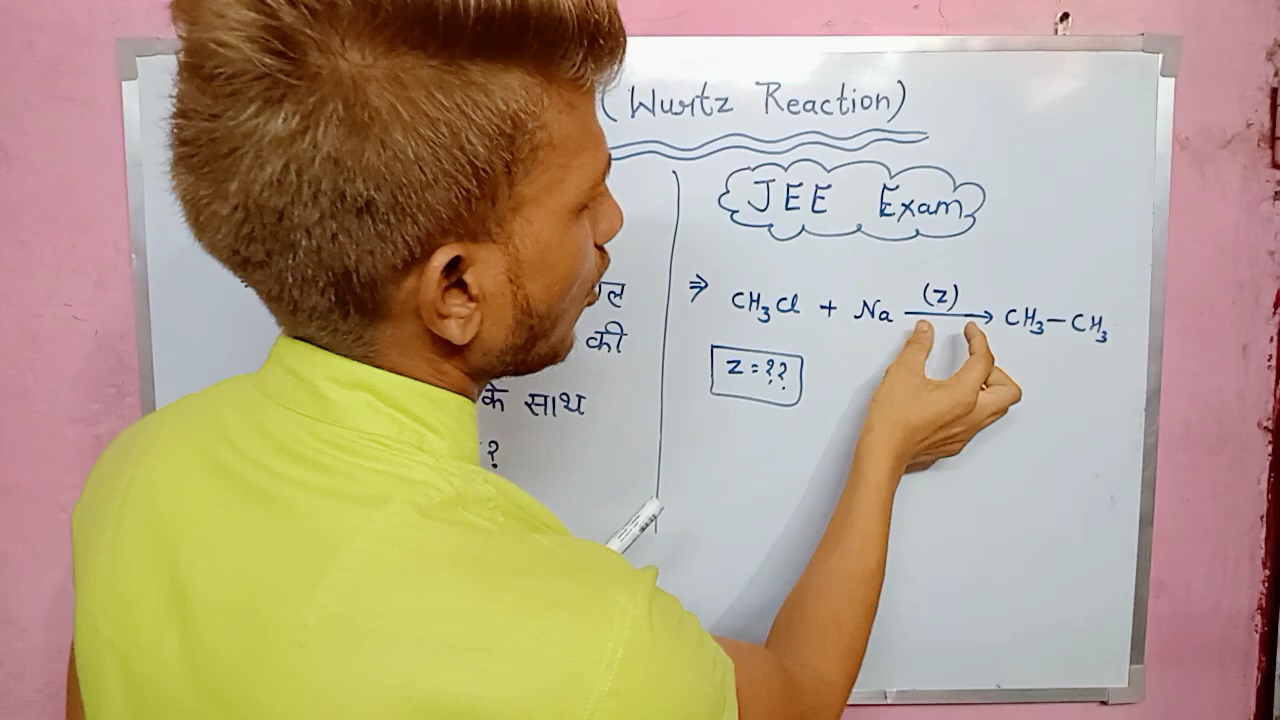 (Wurtz Reaction)
JEE Exam
की
के साथ
?
⇒ CH₃Cl + Na ⟶ CH₃–CH₃
(Z)
Z = ??